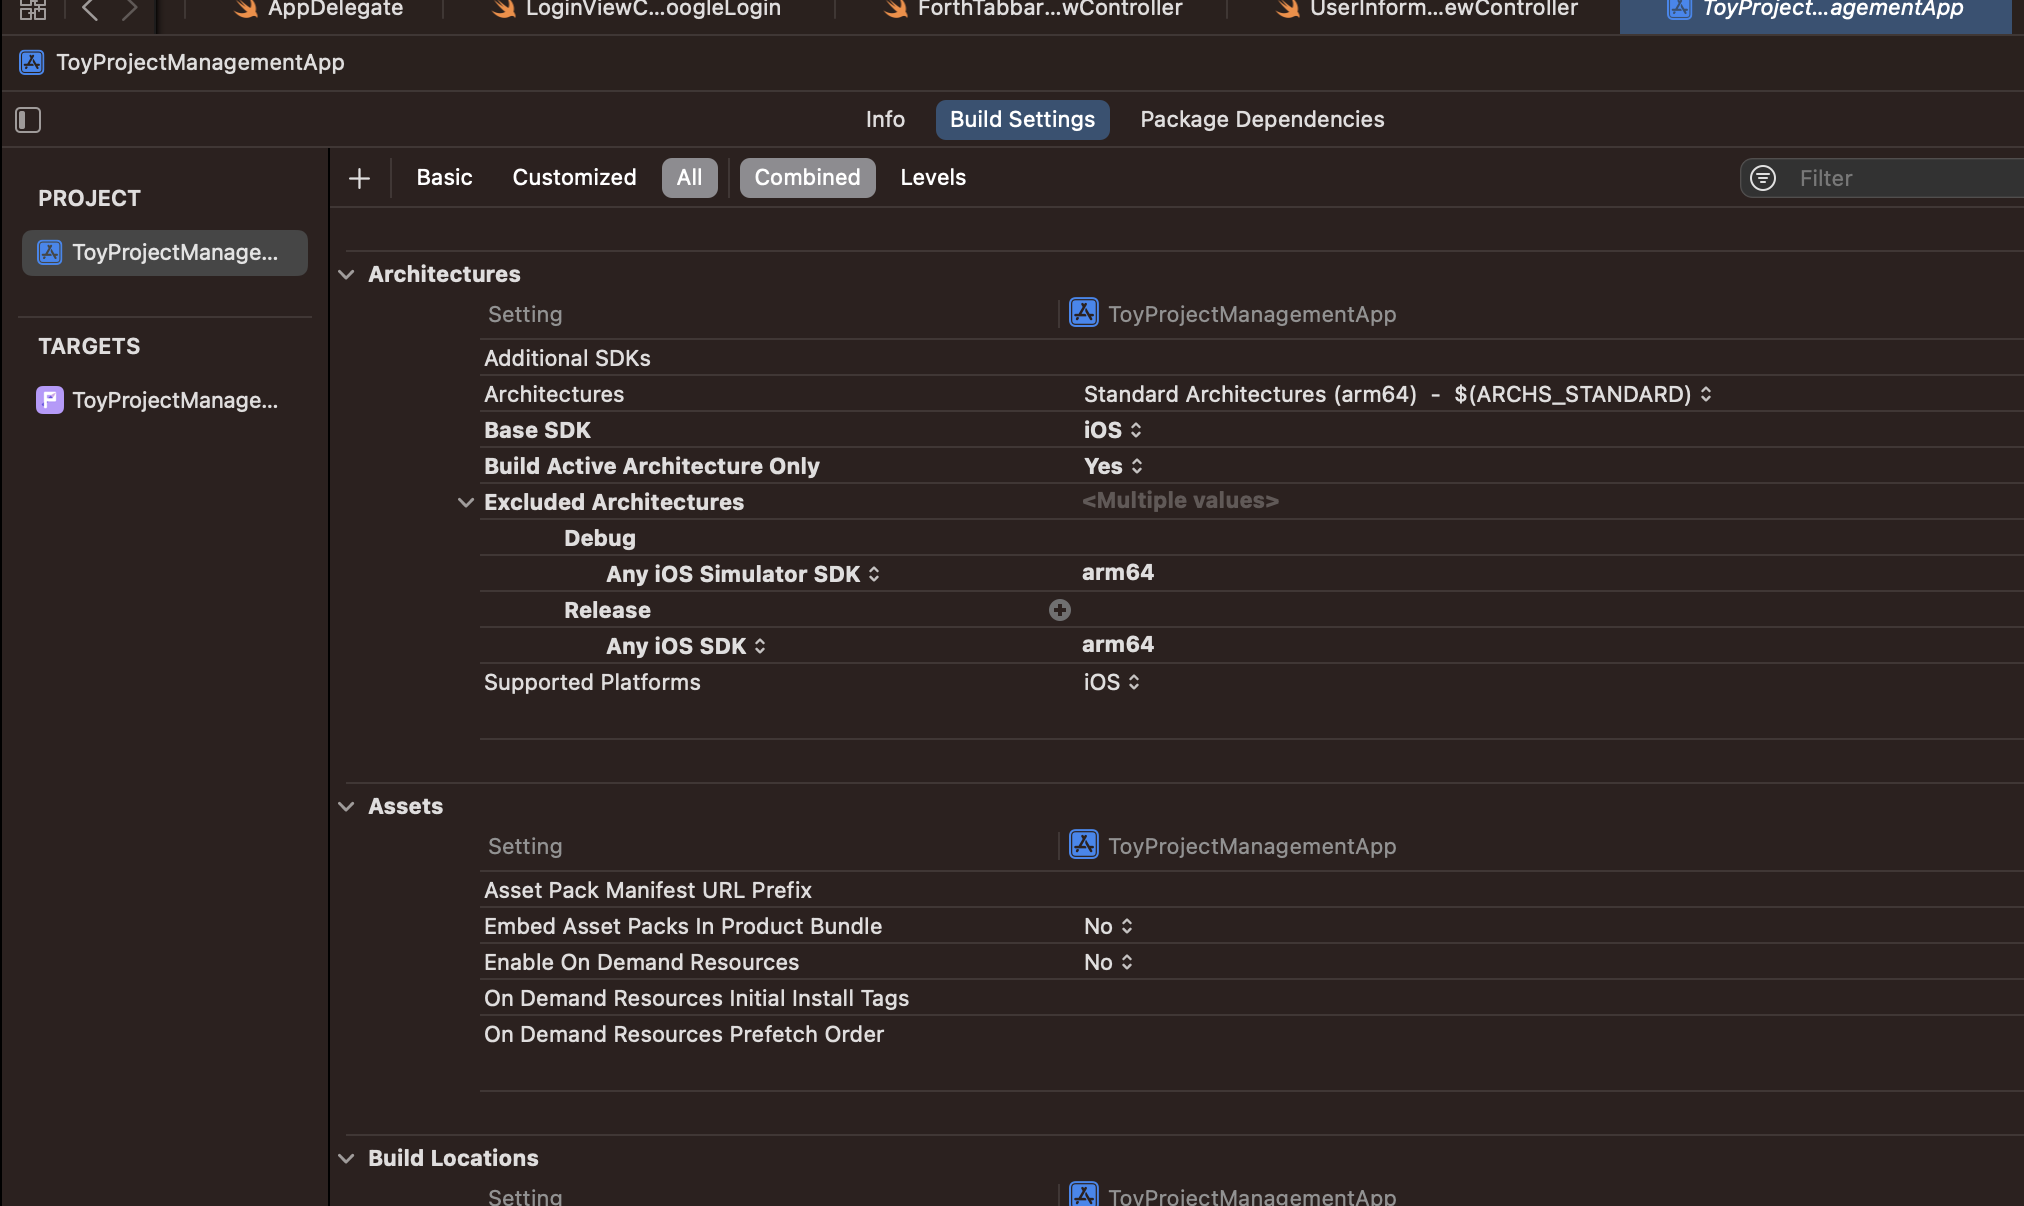 AppDelegate
LoginViewC...oogleLogin
ForthTabbar...wController
UserInform...ewController
ToyProject...agementApp
ToyProjectManagementApp
Info
Build Settings
Package Dependencies
PROJECT
ToyProjectManage...
TARGETS
ToyProjectManage...
Basic
Customized
All
Combined
Levels
Filter
Architectures
Setting
ToyProjectManagementApp
Additional SDKs
Architectures
Standard Architectures (arm64) - $(ARCHS_STANDARD)
Base SDK
iOS
Build Active Architecture Only
Yes
Excluded Architectures
<Multiple values>
Debug
Any iOS Simulator SDK
arm64
Release
Any iOS SDK
arm64
Supported Platforms
iOS
Assets
Setting
ToyProjectManagementApp
Asset Pack Manifest URL Prefix
Embed Asset Packs In Product Bundle
No
Enable On Demand Resources
No
On Demand Resources Initial Install Tags
On Demand Resources Prefetch Order
Build Locations
Setting
ToyProjectManagementApp